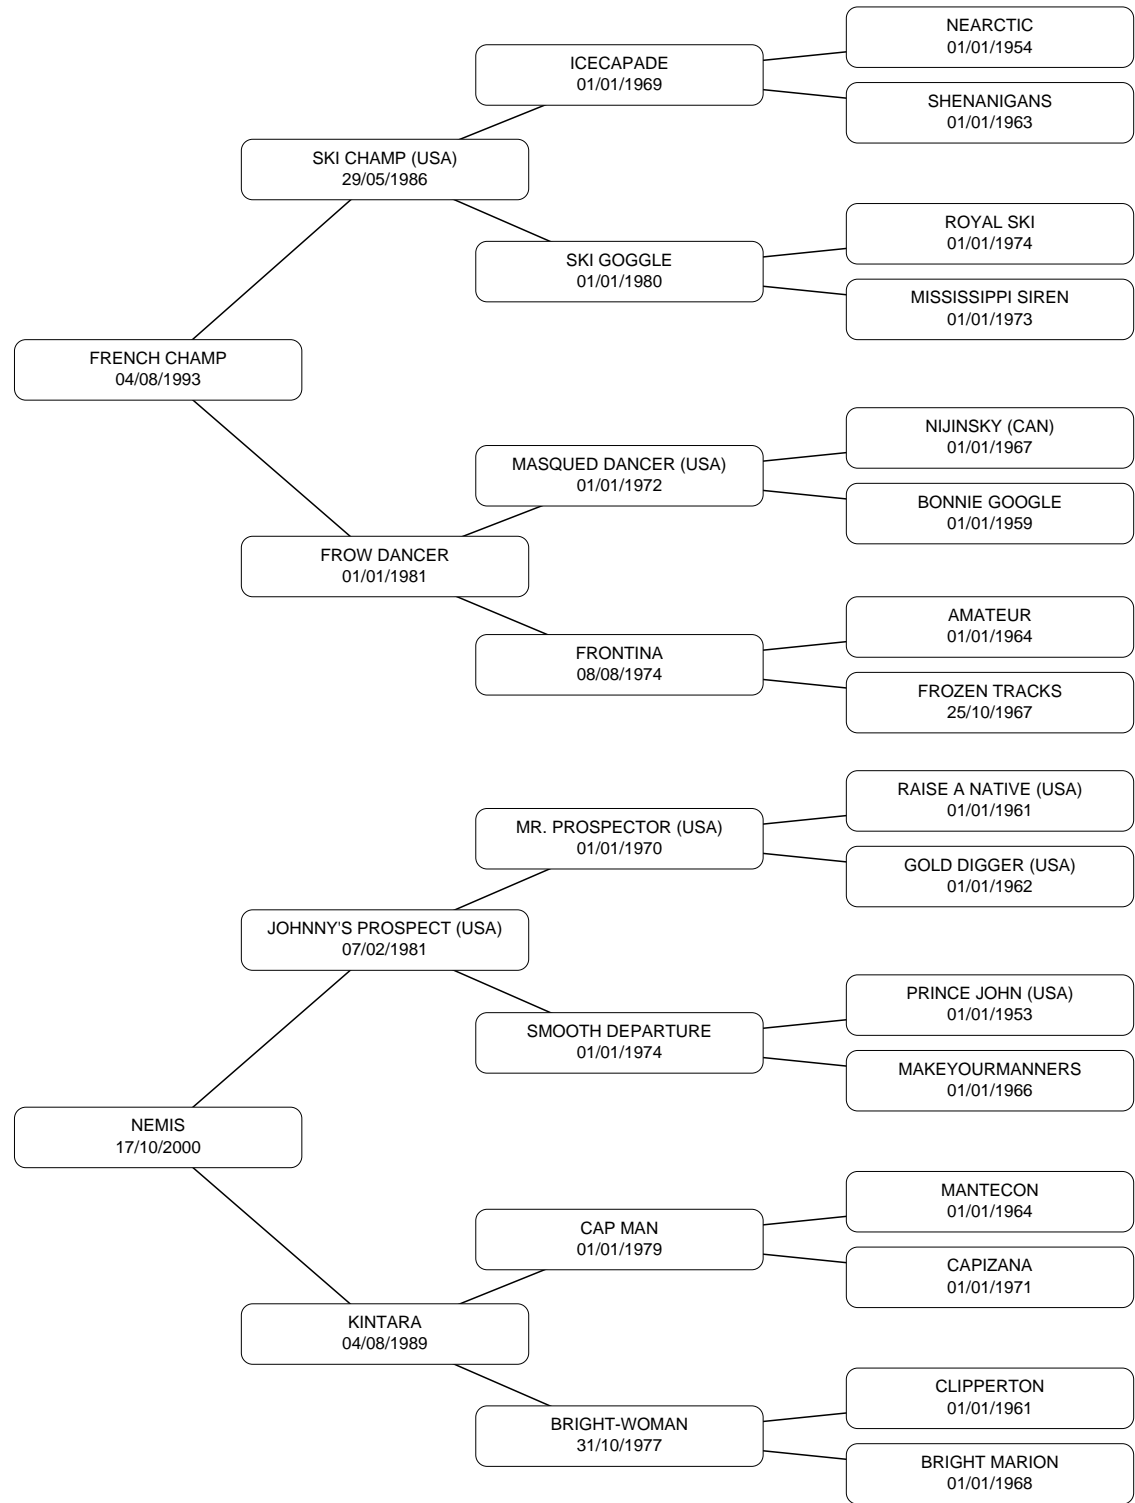 NEARCTIC
01/01/1954
ICECAPADE
01/01/1969
SHENANIGANS
01/01/1963
SKI CHAMP (USA)
29/05/1986
ROYAL SKI
01/01/1974
SKI GOGGLE
01/01/1980
MISSISSIPPI SIREN
01/01/1973
FRENCH CHAMP
04/08/1993
NIJINSKY (CAN)
01/01/1967
MASQUED DANCER (USA)
01/01/1972
BONNIE GOOGLE
01/01/1959
FROW DANCER
01/01/1981
AMATEUR
01/01/1964
FRONTINA
08/08/1974
FROZEN TRACKS
25/10/1967
RAISE A NATIVE (USA)
01/01/1961
MR. PROSPECTOR (USA)
01/01/1970
GOLD DIGGER (USA)
01/01/1962
JOHNNY'S PROSPECT (USA)
07/02/1981
PRINCE JOHN (USA)
01/01/1953
SMOOTH DEPARTURE
01/01/1974
MAKEYOURMANNERS
01/01/1966
NEMIS
17/10/2000
MANTECON
01/01/1964
CAP MAN
01/01/1979
CAPIZANA
01/01/1971
KINTARA
04/08/1989
CLIPPERTON
01/01/1961
BRIGHT-WOMAN
31/10/1977
BRIGHT MARION
01/01/1968